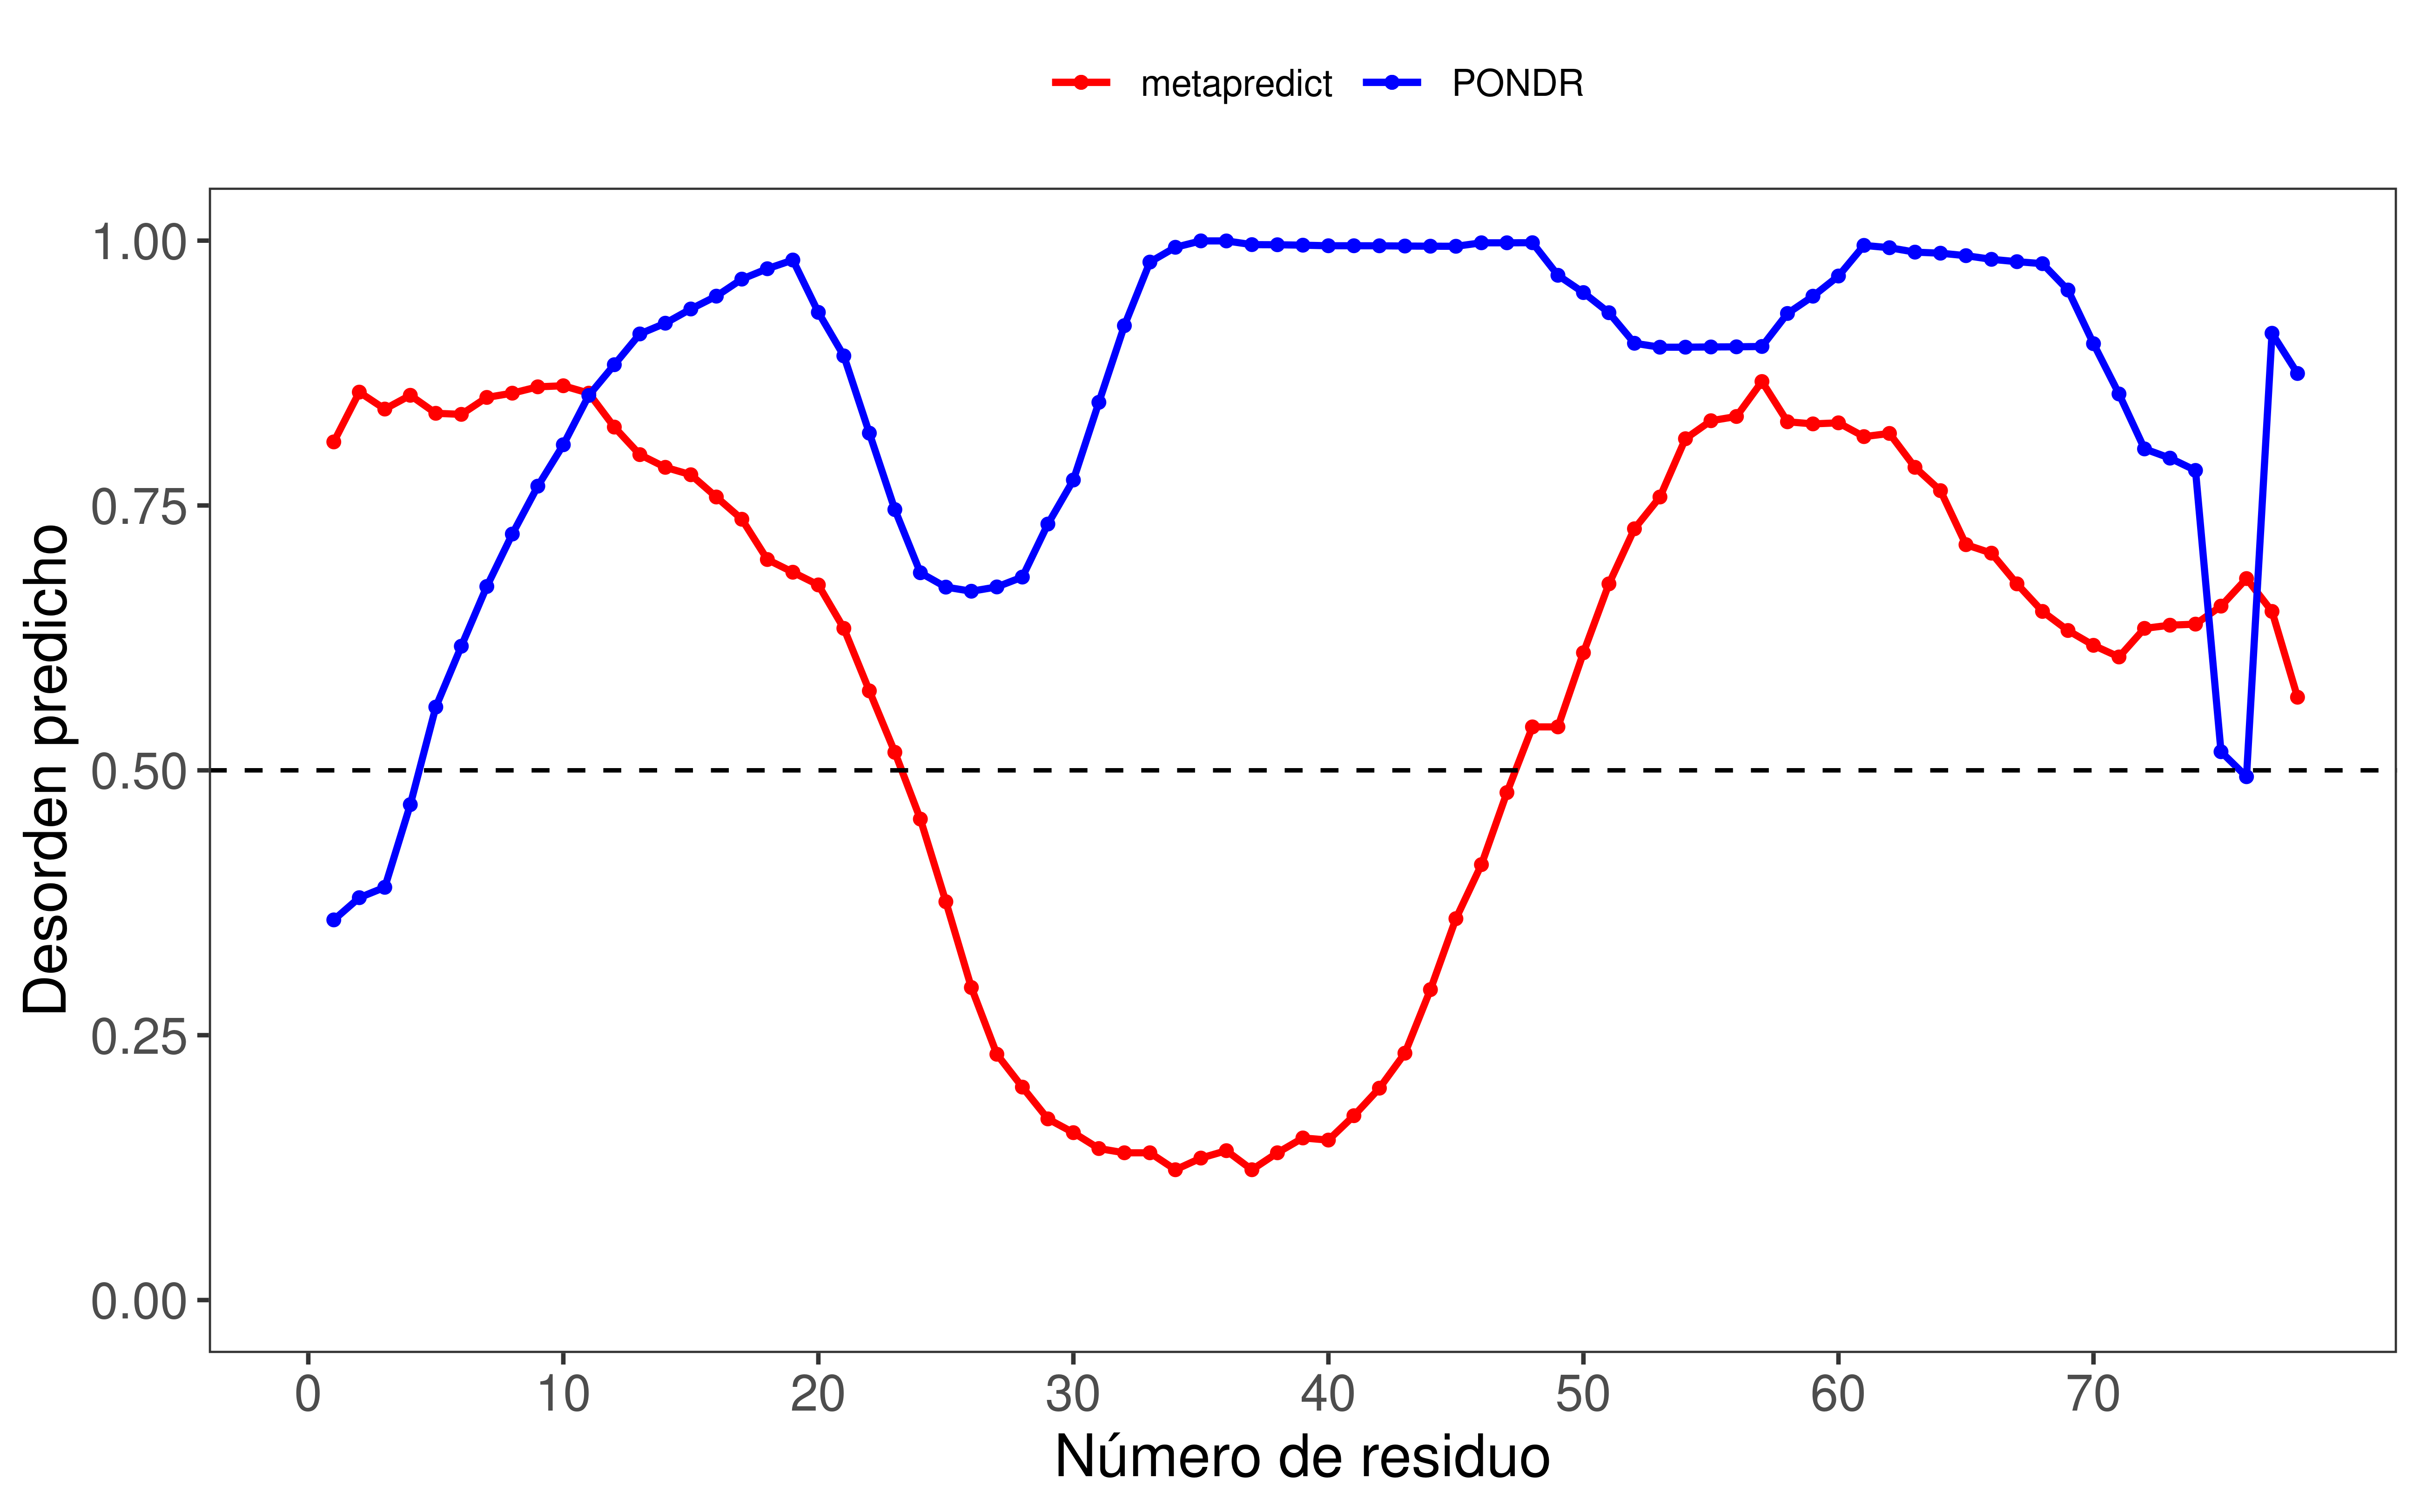 metapredict PONDR
1.00
0.75
0.50
0.25
0.00
Desorden predicho
0 10 20 30 40 50 60 70
Número de residuo